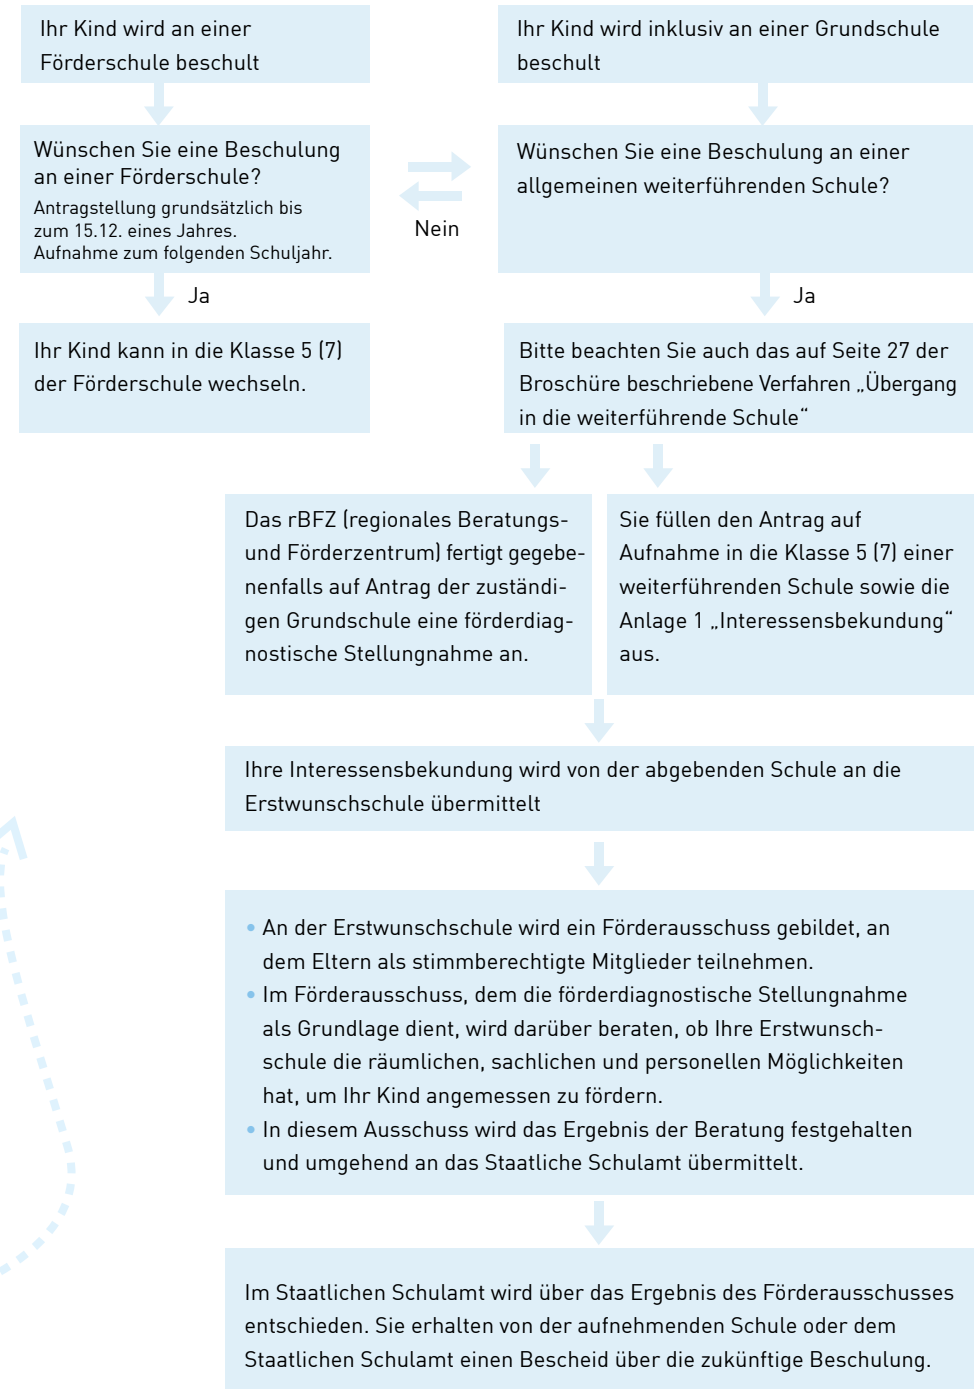 Ihr Kind wird an einer
Förderschule beschult
Ihr Kind wird inklusiv an einer Grundschule
beschult
Wünschen Sie eine Beschulung
an einer Förderschule?
Antragstellung grundsätzlich bis
zum 15.12. eines Jahres.
Aufnahme zum folgenden Schuljahr.
Nein
Wünschen Sie eine Beschulung an einer
allgemeinen weiterführenden Schule?
Ja
Ja
Ihr Kind kann in die Klasse 5 (7)
der Förderschule wechseln.
Bitte beachten Sie auch das auf Seite 27 der
Broschüre beschriebene Verfahren „Übergang
in die weiterführende Schule“
Das rBFZ (regionales Beratungs-
und Förderzentrum) fertigt gegebe-
nenfalls auf Antrag der zuständi-
gen Grundschule eine förderdiag-
nostische Stellungnahme an.
Sie füllen den Antrag auf
Aufnahme in die Klasse 5 (7) einer
weiterführenden Schule sowie die
Anlage 1 „Interessensbekundung“
aus.
Ihre Interessensbekundung wird von der abgebenden Schule an die
Erstwunschschule übermittelt
• An der Erstwunschschule wird ein Förderausschuss gebildet, an
dem Eltern als stimmberechtigte Mitglieder teilnehmen.
• Im Förderausschuss, dem die förderdiagnostische Stellungnahme
als Grundlage dient, wird darüber beraten, ob Ihre Erstwunsch-
schule die räumlichen, sachlichen und personellen Möglichkeiten
hat, um Ihr Kind angemessen zu fördern.
• In diesem Ausschuss wird das Ergebnis der Beratung festgehalten
und umgehend an das Staatliche Schulamt übermittelt.
Im Staatlichen Schulamt wird über das Ergebnis des Förderausschusses
entschieden. Sie erhalten von der aufnehmenden Schule oder dem
Staatlichen Schulamt einen Bescheid über die zukünftige Beschulung.